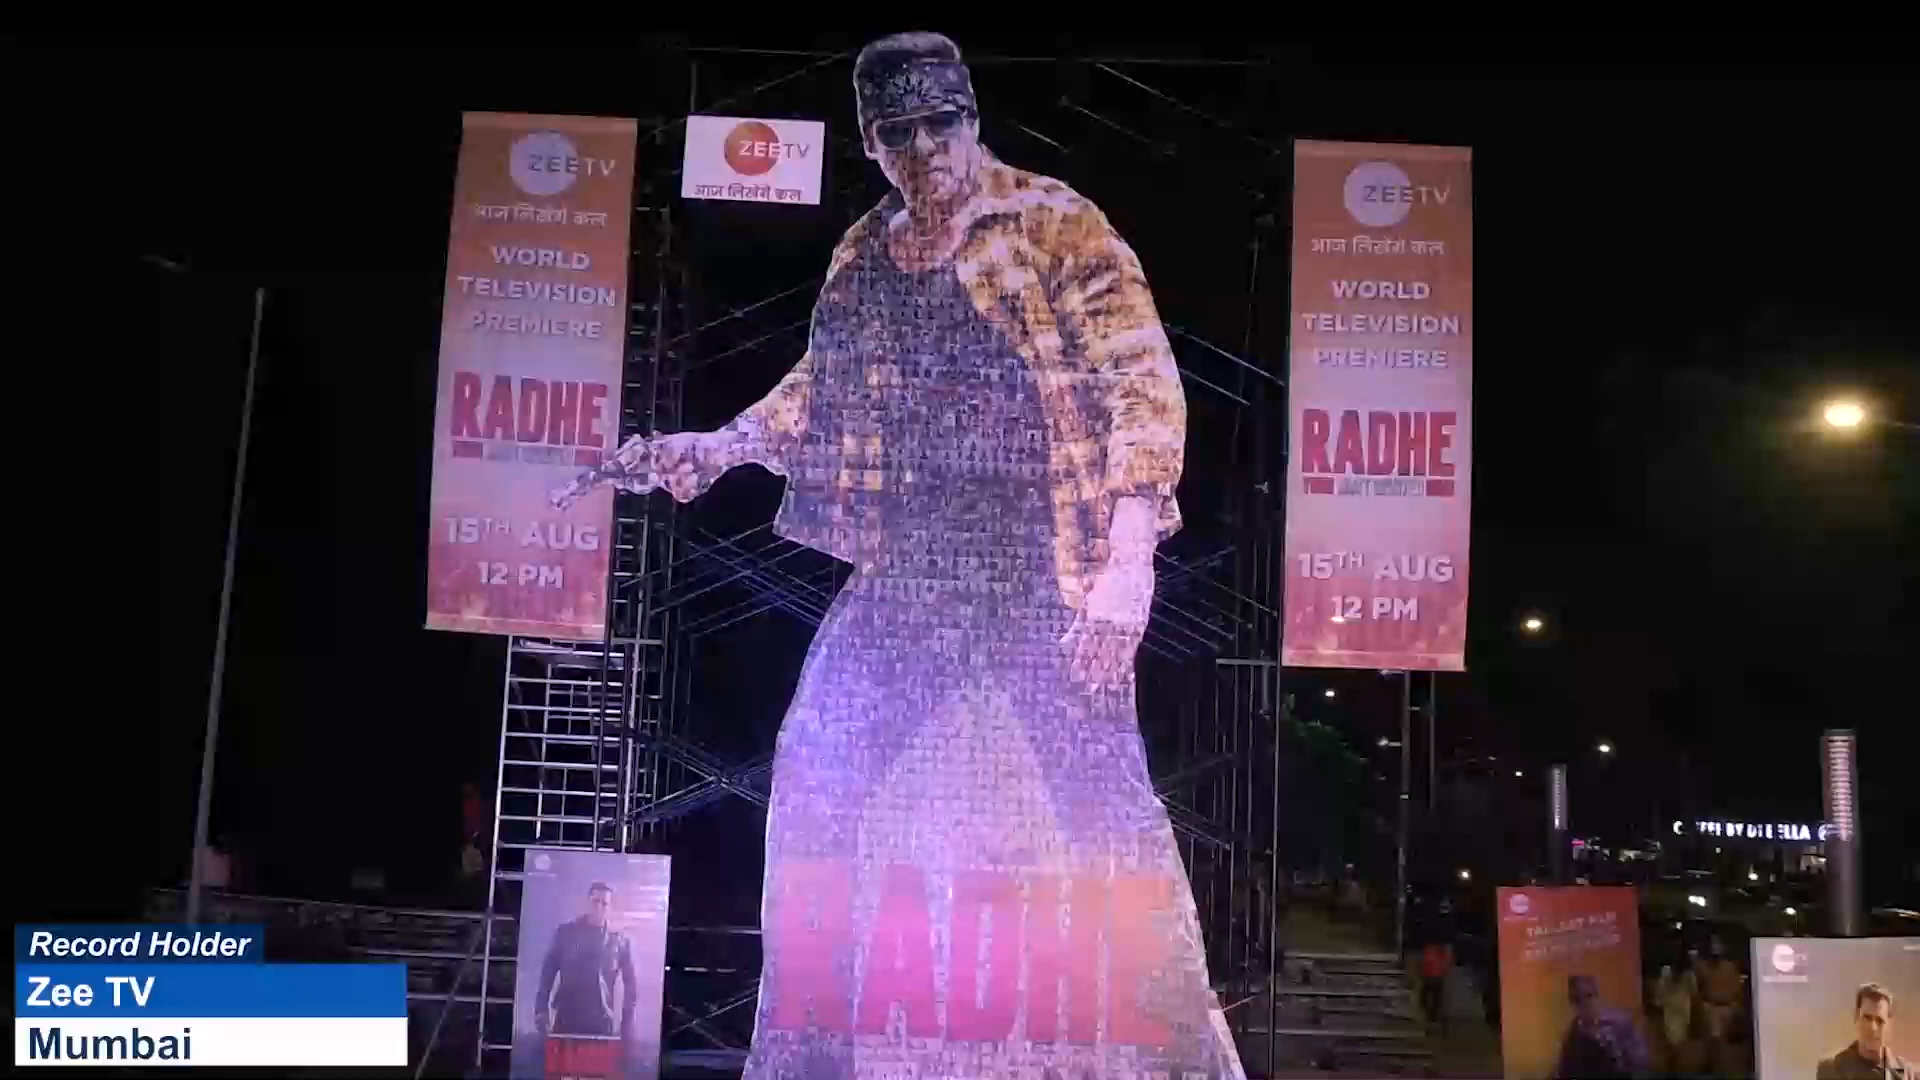 ZEETV
आज लिखेंगे कल
WORLD
TELEVISION
PREMIERE
RADHE
15TH AUG
12 PM
ZEETV
आज लिखेंगे कल
ZEETV
आज लिखेंगे कल
WORLD
TELEVISION
PREMIERE
RADHE
15TH AUG
12 PM
RADHE
Record Holder
Zee TV
Mumbai